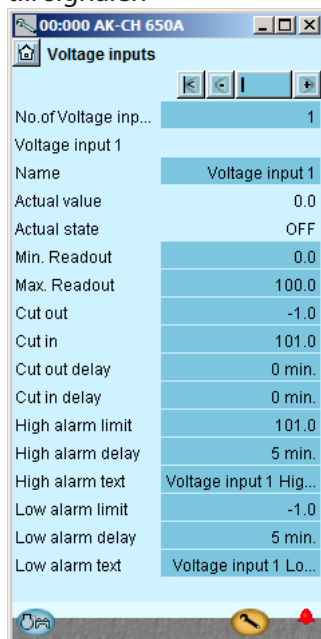 00:000 AK-CH 650A
Voltage inputs
No.of Voltage inp... 1
Voltage input 1
Name Voltage input 1
Actual value 0.0
Actual state OFF
Min. Readout 0.0
Max. Readout 100.0
Cut out -1.0
Cut in 101.0
Cut out delay 0 min.
Cut in delay 0 min.
High alarm limit 101.0
High alarm delay 5 min.
High alarm text Voltage input 1 Hig...
Low alarm limit -1.0
Low alarm delay 5 min.
Low alarm text Voltage input 1 Lo...